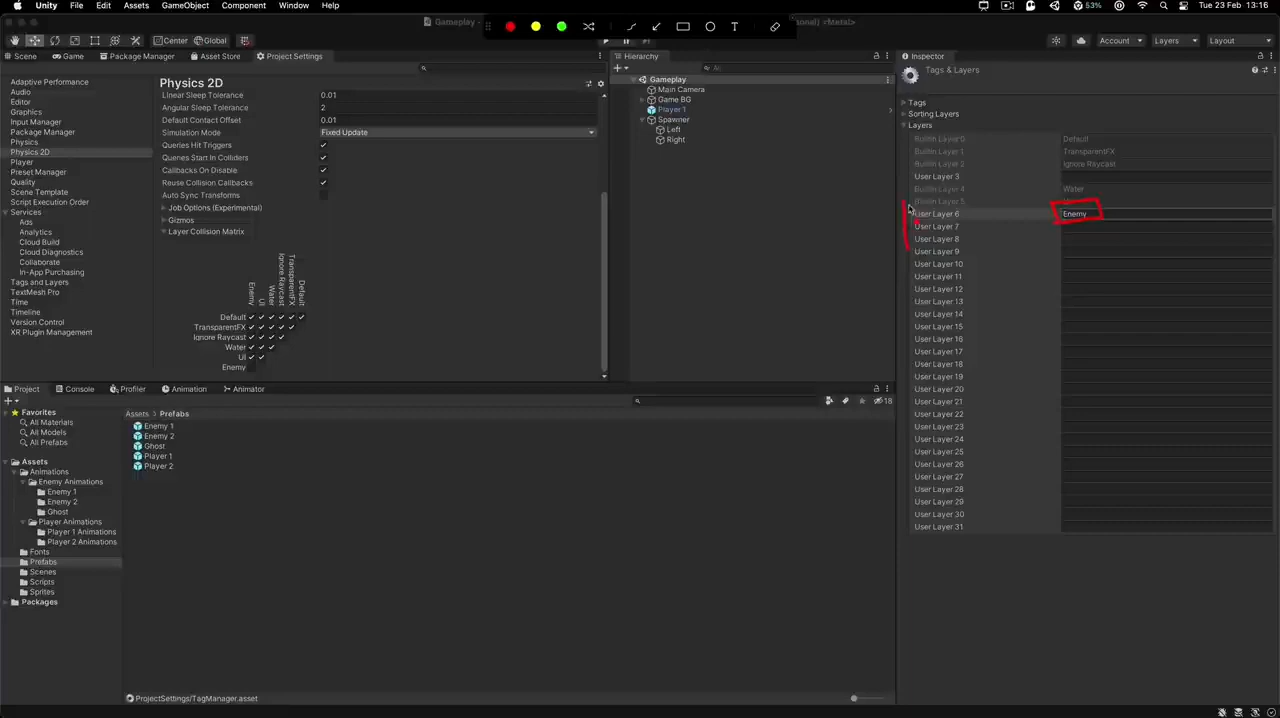 Unity File Edit Assets GameObject Component Window Help 53% Tue 23 Feb 13:16
Gameplay - <Metal>
Center Global T Account Layers Layout
Scene Game Package Manager Asset Store Project Settings Hierarchy Inspector
Adaptive Performance
Audio
Editor
Graphics
Input Manager
Package Manager
Physics
Physics 2D
Player
Preset Manager
Quality
Scene Template
Script Execution Order
Services
Ads
Analytics
Cloud Build
Cloud Diagnostics
Collaborate
In-App Purchasing
Tags and Layers
TextMesh Pro
Time
Timeline
Version Control
XR Plugin Management
Physics 2D
Linear Sleep Tolerance 0.01
Angular Sleep Tolerance 2
Default Contact Offset 0.01
Simulation Mode Fixed Update
Queries Hit Triggers
Queries Start In Colliders
Callbacks On Disable
Reuse Collision Callbacks
Auto Sync Transforms
Job Options (Experimental)
Gizmos
Layer Collision Matrix
Enemy
UI
Water
Ignore Raycast
TransparentFX
Default
Default
TransparentFX
Ignore Raycast
Water
UI
Enemy
All
Gameplay
Main Camera
Game BG
Player 1
Spawner
Left
Right
Tags & Layers
Tags
Sorting Layers
Layers
Builtin Layer 0 Default
Builtin Layer 1 TransparentFX
Builtin Layer 2 Ignore Raycast
User Layer 3
Builtin Layer 4 Water
Builtin Layer 5
User Layer 6 Enemy
User Layer 7
User Layer 8
User Layer 9
User Layer 10
User Layer 11
User Layer 12
User Layer 13
User Layer 14
User Layer 15
User Layer 16
User Layer 17
User Layer 18
User Layer 19
User Layer 20
User Layer 21
User Layer 22
User Layer 23
User Layer 24
User Layer 25
User Layer 26
User Layer 27
User Layer 28
User Layer 29
User Layer 30
User Layer 31
Project Console Profiler Animation Animator
18
Favorites
All Materials
All Models
All Prefabs
Assets
Animations
Enemy Animations
Enemy 1
Enemy 2
Ghost
Player Animations
Player 1 Animations
Player 2 Animations
Fonts
Prefabs
Scenes
Scripts
Sprites
Packages
Assets > Prefabs
Enemy 1
Enemy 2
Ghost
Player 1
Player 2
ProjectSettings/TagManager.asset